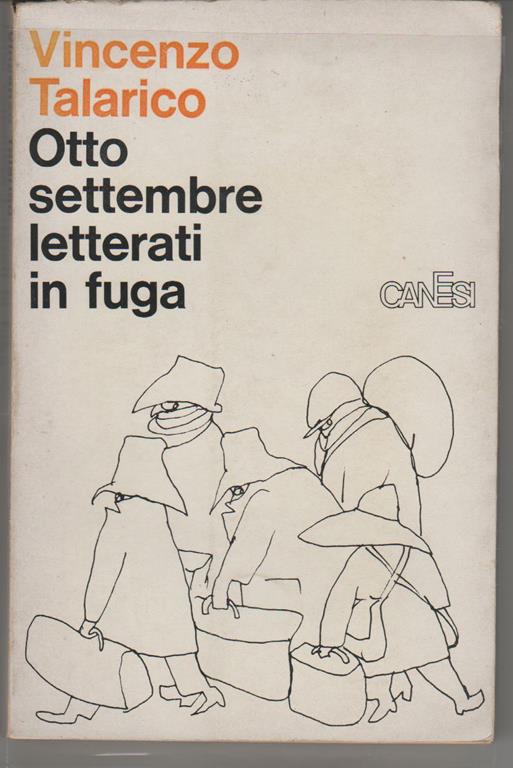 Vincenzo
Talarico
Otto
settembre
letterati
in fuga
CANESI